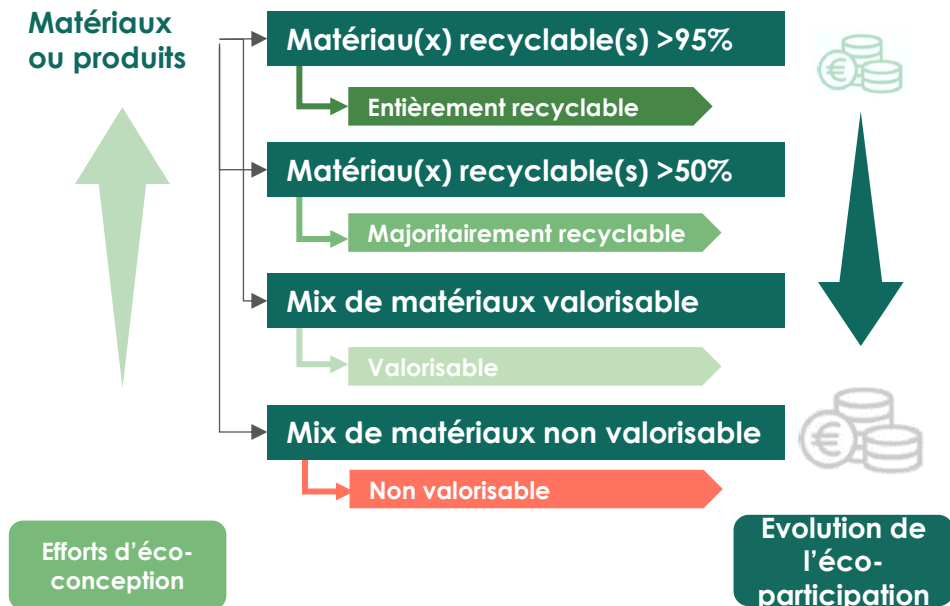 Matériaux
ou produits
Matériau(x) recyclable(s) >95%
Entièrement recyclable
Matériau(x) recyclable(s) >50%
Majoritairement recyclable
Mix de matériaux valorisable
Valorisable
Mix de matériaux non valorisable
Non valorisable
Efforts d’éco-
conception
€
€
Evolution de
l’éco-
participation